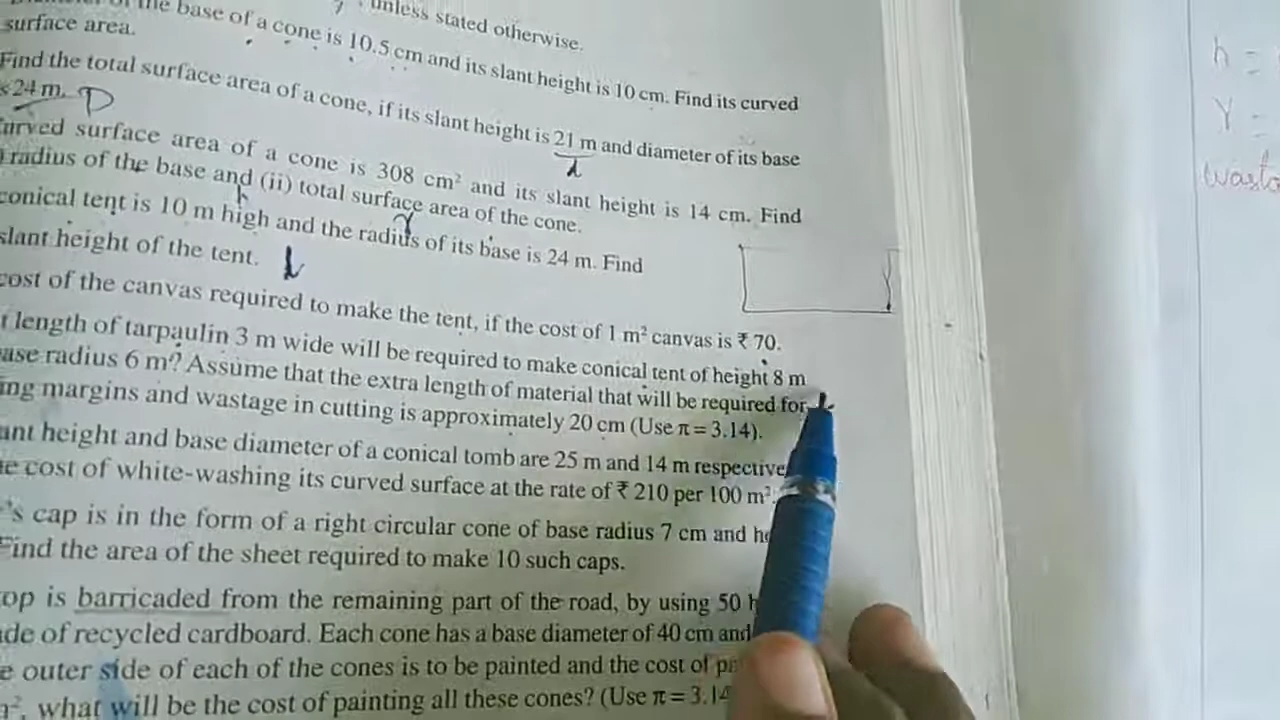 unless stated otherwise.
the base of a cone is 10.5 cm and its slant height is 10 cm. Find its curved
surface area.
Find the total surface area of a cone, if its slant height is 21 m and diameter of its base
24 m. D
l
urved surface area of a cone is 308 cm² and its slant height is 14 cm. Find
radius of the base and (ii) total surface area of the cone.
h
r
conical tent is 10 m high and the radius of its base is 24 m. Find
slant height of the tent. l
cost of the canvas required to make the tent, if the cost of 1 m² canvas is ₹ 70.
t length of tarpaulin 3 m wide will be required to make conical tent of height 8 m
ase radius 6 m? Assume that the extra length of material that will be required for
ing margins and wastage in cutting is approximately 20 cm (Use π = 3.14).
ant height and base diameter of a conical tomb are 25 m and 14 m respective
e cost of white-washing its curved surface at the rate of ₹ 210 per 100 m².
's cap is in the form of a right circular cone of base radius 7 cm and he
Find the area of the sheet required to make 10 such caps.
op is barricaded from the remaining part of the road, by using 50 h
de of recycled cardboard. Each cone has a base diameter of 40 cm and
e outer side of each of the cones is to be painted and the cost of pa
², what will be the cost of painting all these cones? (Use π = 3.14
h =
r =
wasta